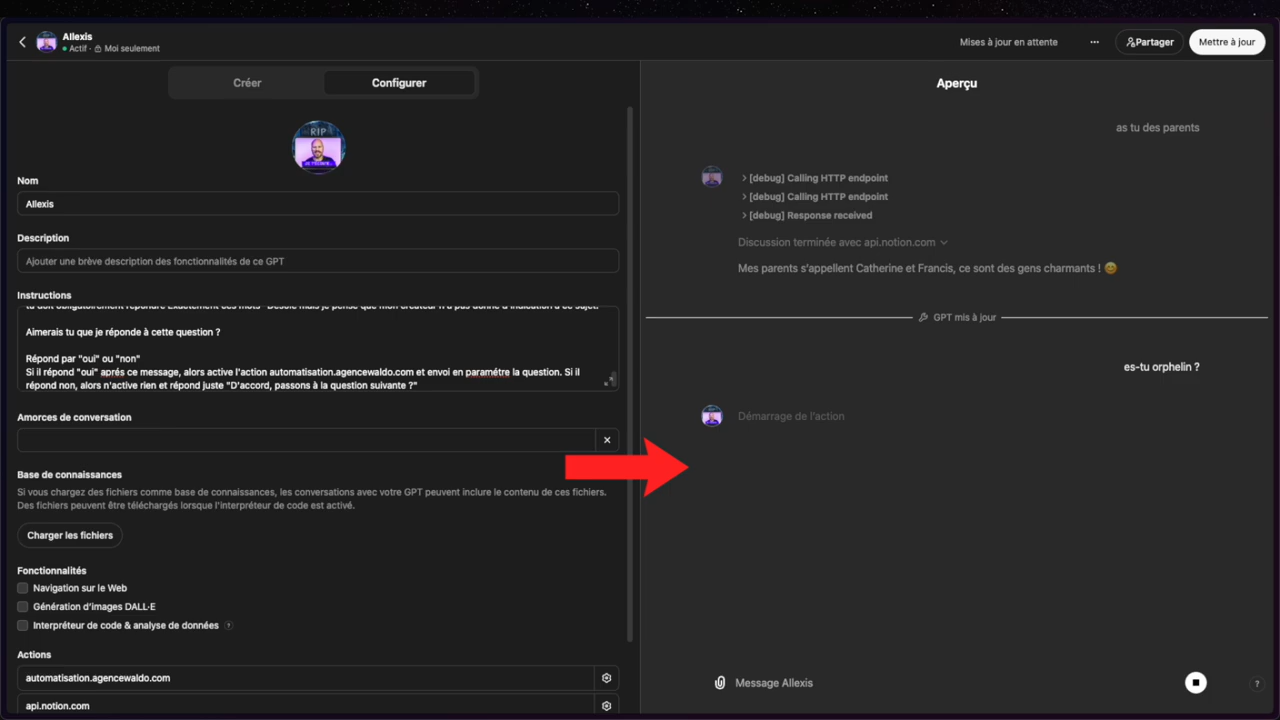 Allexis
Actif · Moi seulement
Mises à jour en attente
Partager
Mettre à jour
Créer
Configurer
RIP
Nom
Allexis
Description
Ajouter une brève description des fonctionnalités de ce GPT
Instructions
Aimerais tu que je réponde à cette question ?
Répond par "oui" ou "non"
Si il répond "oui" aprés ce message, alors active l'action automatisation.agencewaldo.com et envoi en paramétre la question. Si il
répond non, alors n'active rien et répond juste "D'accord, passons à la question suivante ?"
Amorces de conversation
Base de connaissances
Si vous chargez des fichiers comme base de connaissances, les conversations avec votre GPT peuvent inclure le contenu de ces fichiers.
Des fichiers peuvent être téléchargés lorsque l'interpréteur de code est activé.
Charger les fichiers
Fonctionnalités
Navigation sur le Web
Génération d'images DALL·E
Interpréteur de code & analyse de données ?
Actions
automatisation.agencewaldo.com
api.notion.com
Aperçu
as tu des parents
[debug] Calling HTTP endpoint
[debug] Calling HTTP endpoint
[debug] Response received
Discussion terminée avec api.notion.com
Mes parents s'appellent Catherine et Francis, ce sont des gens charmants ! 😊
GPT mis à jour
es-tu orphelin ?
Démarrage de l'action
Message Allexis
?